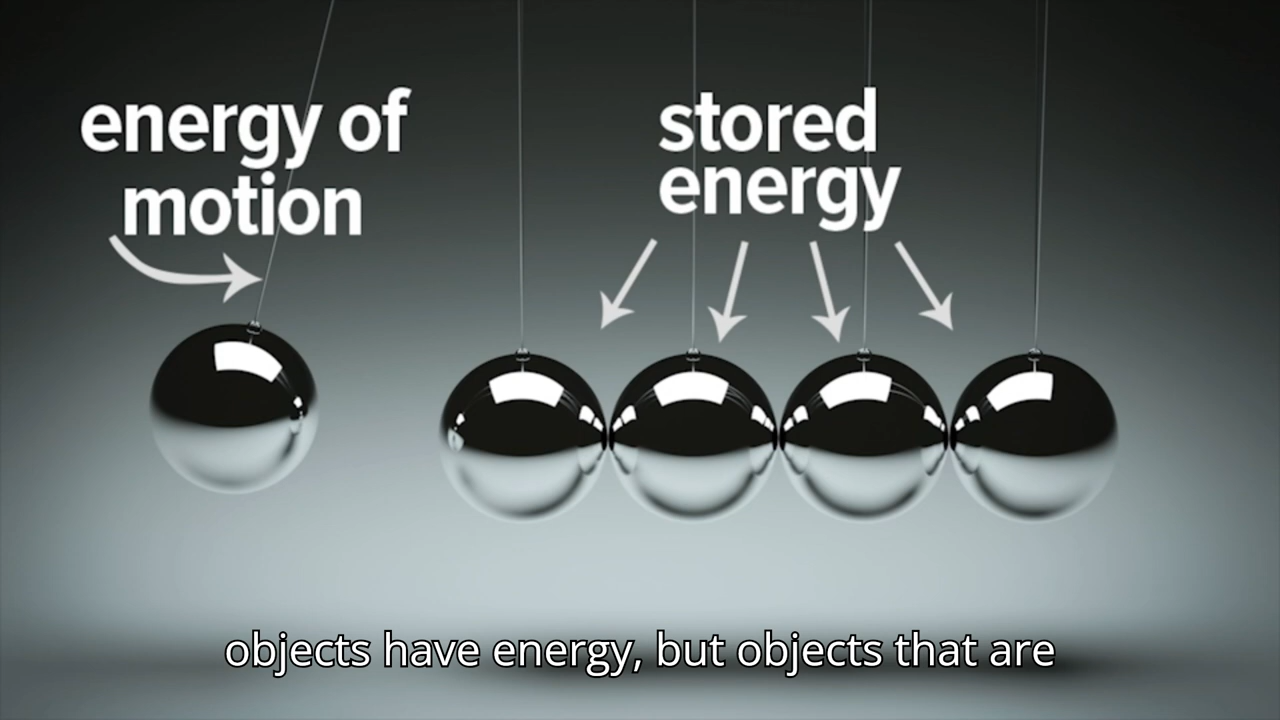 energy of
motion
stored
energy
objects have energy, but objects that are